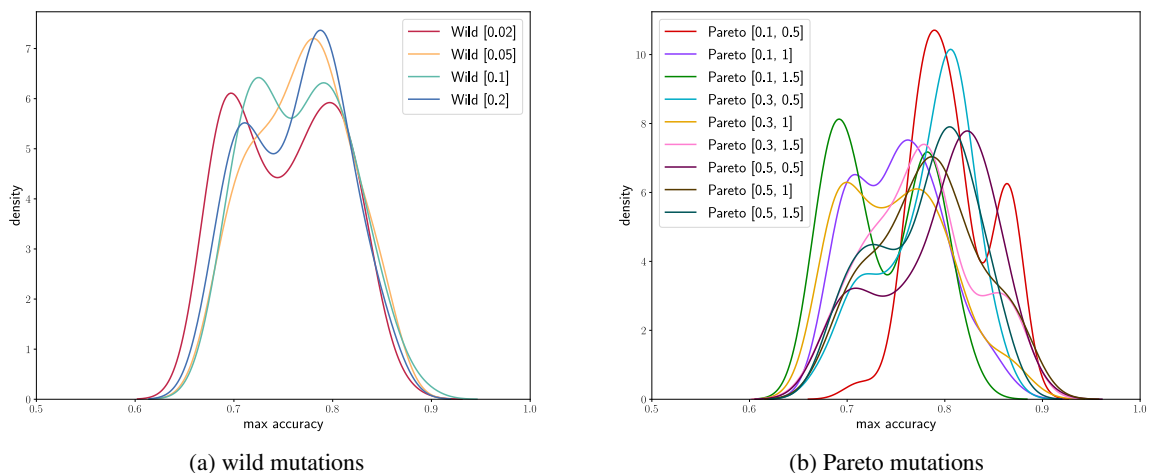 Wild [0.02]
Wild [0.05]
Wild [0.1]
Wild [0.2]
7
6
5
4
3
2
1
0
density
0.5
0.6
0.7
0.8
0.9
1.0
max accuracy
(a) wild mutations
Pareto [0.1, 0.5]
Pareto [0.1, 1]
Pareto [0.1, 1.5]
Pareto [0.3, 0.5]
Pareto [0.3, 1]
Pareto [0.3, 1.5]
Pareto [0.5, 0.5]
Pareto [0.5, 1]
Pareto [0.5, 1.5]
10
8
6
4
2
0
density
0.5
0.6
0.7
0.8
0.9
1.0
max accuracy
(b) Pareto mutations